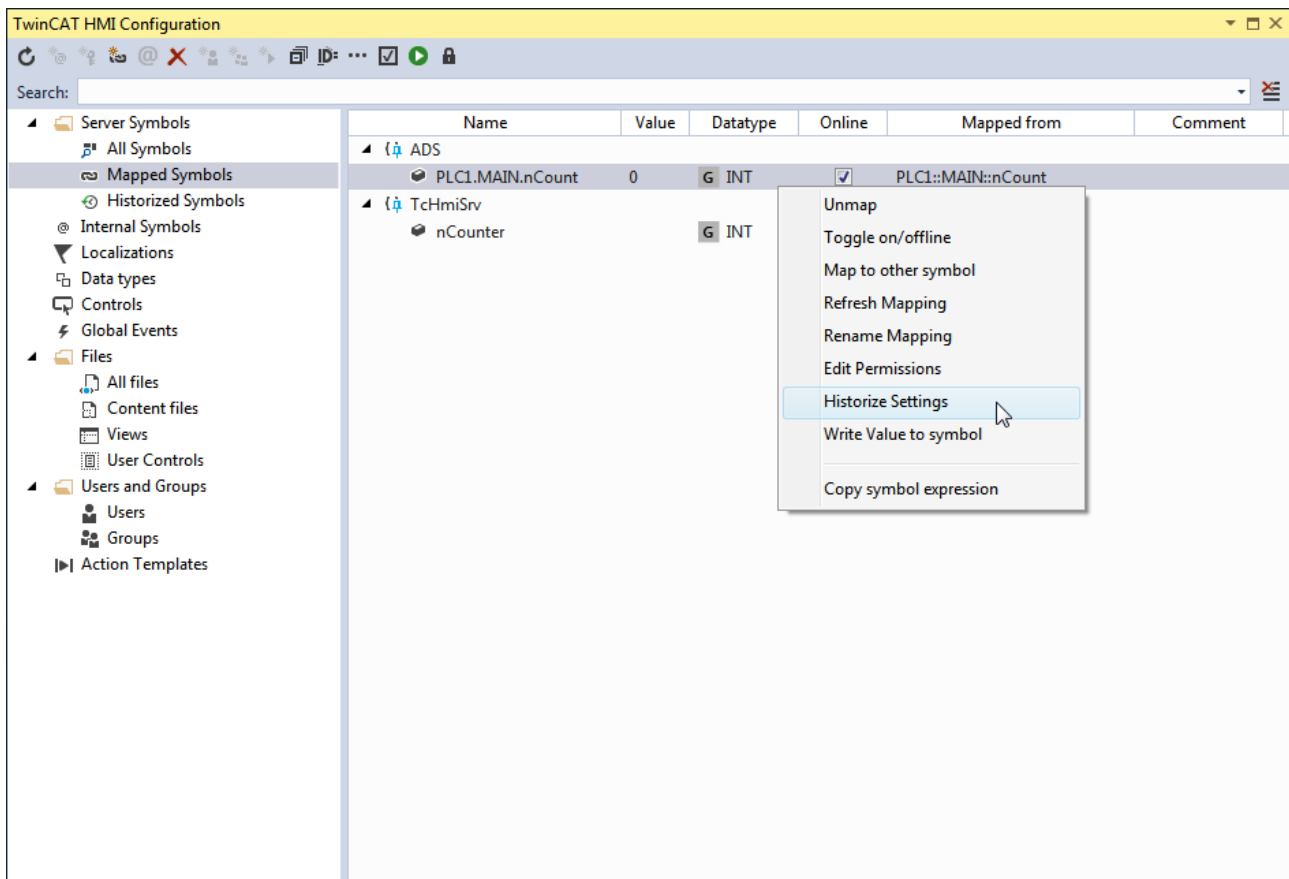 TwinCAT HMI Configuration
@ ID: ...
Search:
Server Symbols
All Symbols
Mapped Symbols
Historized Symbols
@ Internal Symbols
Localizations
Data types
Controls
Global Events
Files
All files
Content files
Views
User Controls
Users and Groups
Users
Groups
Action Templates
Name Value Datatype Online Mapped from Comment
ADS
PLC1.MAIN.nCount 0 G INT PLC1::MAIN::nCount
TcHmiSrv
nCounter G INT
Unmap
Toggle on/offline
Map to other symbol
Refresh Mapping
Rename Mapping
Edit Permissions
Historize Settings
Write Value to symbol
Copy symbol expression